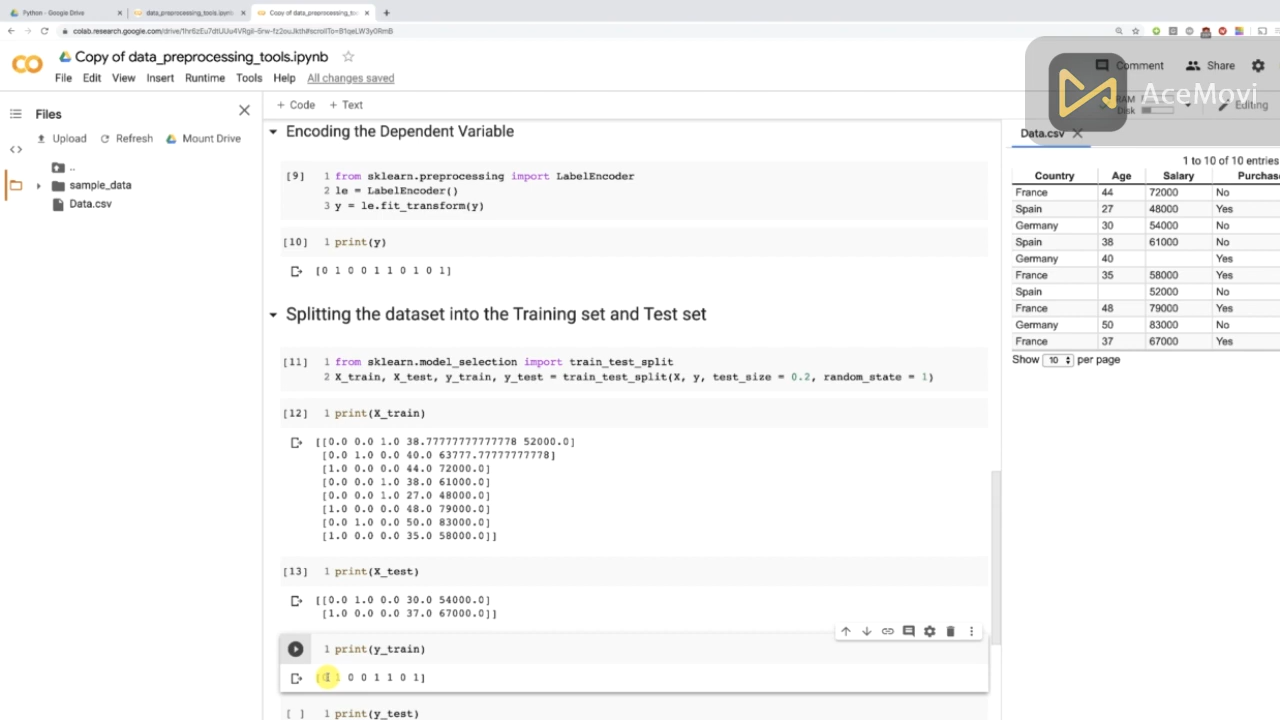 Python - Google Drive
data_preprocessing_tools.ipynb
Copy of data_preprocessing_tools
Copy of data_preprocessing_tools.ipynb
File Edit View Insert Runtime Tools Help All changes saved
Comment Share
AceMovi
RAM
Disk
Editing
Files
+ Code + Text
Upload Refresh Mount Drive
..
sample_data
Data.csv
Encoding the Dependent Variable
[9] 1 from sklearn.preprocessing import LabelEncoder
2 le = LabelEncoder()
3 y = le.fit_transform(y)
[10] 1 print(y)
[0 1 0 0 1 1 0 1 0 1]
Splitting the dataset into the Training set and Test set
[11] 1 from sklearn.model_selection import train_test_split
2 X_train, X_test, y_train, y_test = train_test_split(X, y, test_size = 0.2, random_state = 1)
[12] 1 print(X_train)
[[0.0 0.0 1.0 38.77777777777778 52000.0]
[0.0 1.0 0.0 40.0 63777.77777777778]
[1.0 0.0 0.0 44.0 72000.0]
[0.0 0.0 1.0 38.0 61000.0]
[0.0 0.0 1.0 27.0 48000.0]
[1.0 0.0 0.0 48.0 79000.0]
[0.0 1.0 0.0 50.0 83000.0]
[1.0 0.0 0.0 35.0 58000.0]]
[13] 1 print(X_test)
[[0.0 1.0 0.0 30.0 54000.0]
[1.0 0.0 0.0 37.0 67000.0]]
1 print(y_train)
[0 1 0 0 1 1 0 1]
[ ] 1 print(y_test)
Data.csv
1 to 10 of 10 entries
Country Age Salary Purchase
France 44 72000 No
Spain 27 48000 Yes
Germany 30 54000 No
Spain 38 61000 No
Germany 40 Yes
France 35 58000 Yes
Spain 52000 No
France 48 79000 Yes
Germany 50 83000 No
France 37 67000 Yes
Show 10 per page